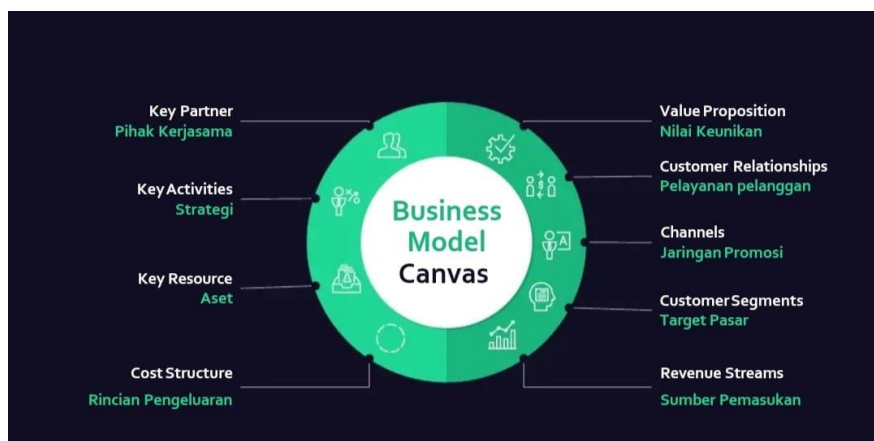 Key Partner
Pihak Kerjasama
Key Activities
Strategi
Key Resource
Aset
Cost Structure
Rincian Pengeluaran
Business
Model
Canvas
Value Proposition
Nilai Keunikan
Customer Relationships
Pelayanan pelanggan
Channels
Jaringan Promosi
Customer Segments
Target Pasar
Revenue Streams
Sumber Pemasukan
A